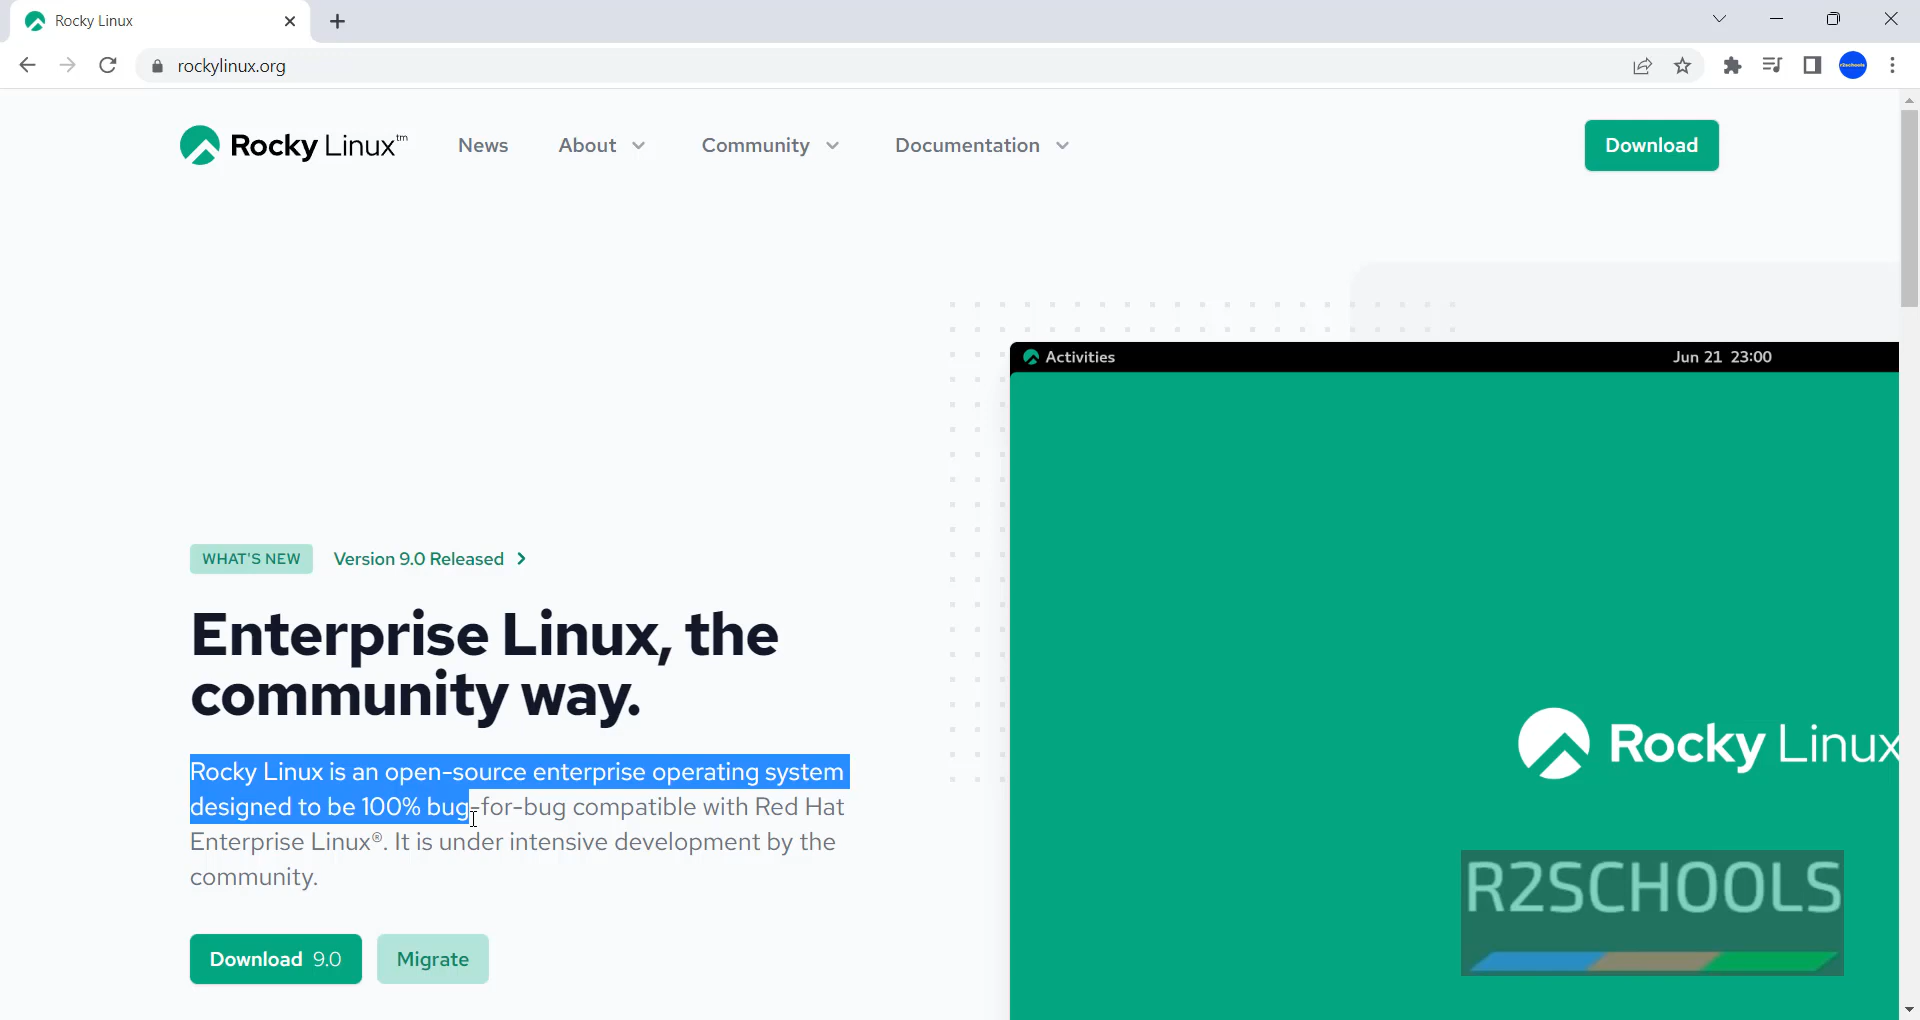 Rocky Linux
rockylinux.org
Rocky Linux™
News
About
Community
Documentation
Download
Activities
Jun 21 23:00
WHAT'S NEW
Version 9.0 Released
Enterprise Linux, the
community way.
Rocky Linux is an open-source enterprise operating system
designed to be 100% bug-for-bug compatible with Red Hat
Enterprise Linux®. It is under intensive development by the
community.
Download 9.0
Migrate
Rocky Linux
R2SCHOOLS